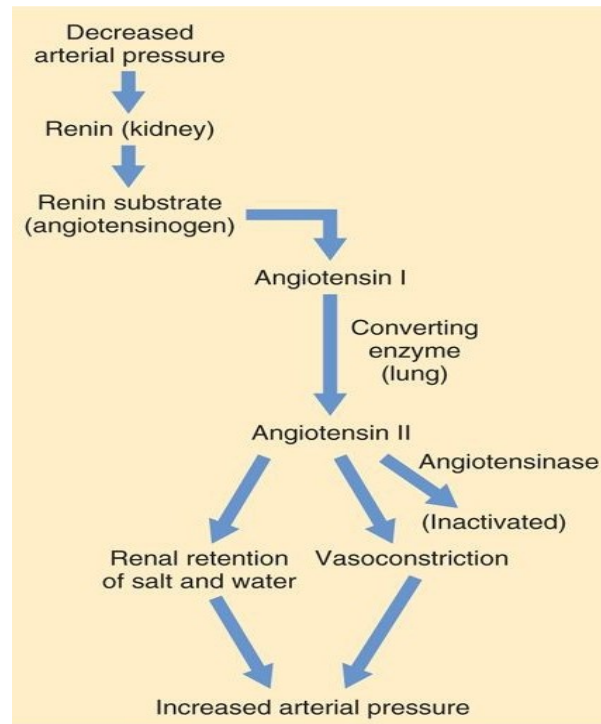 Decreased
arterial pressure
Renin (kidney)
Renin substrate
(angiotensinogen)
Angiotensin I
Converting
enzyme
(lung)
Angiotensin II
Angiotensinase
(Inactivated)
Renal retention
of salt and water
Vasoconstriction
Increased arterial pressure